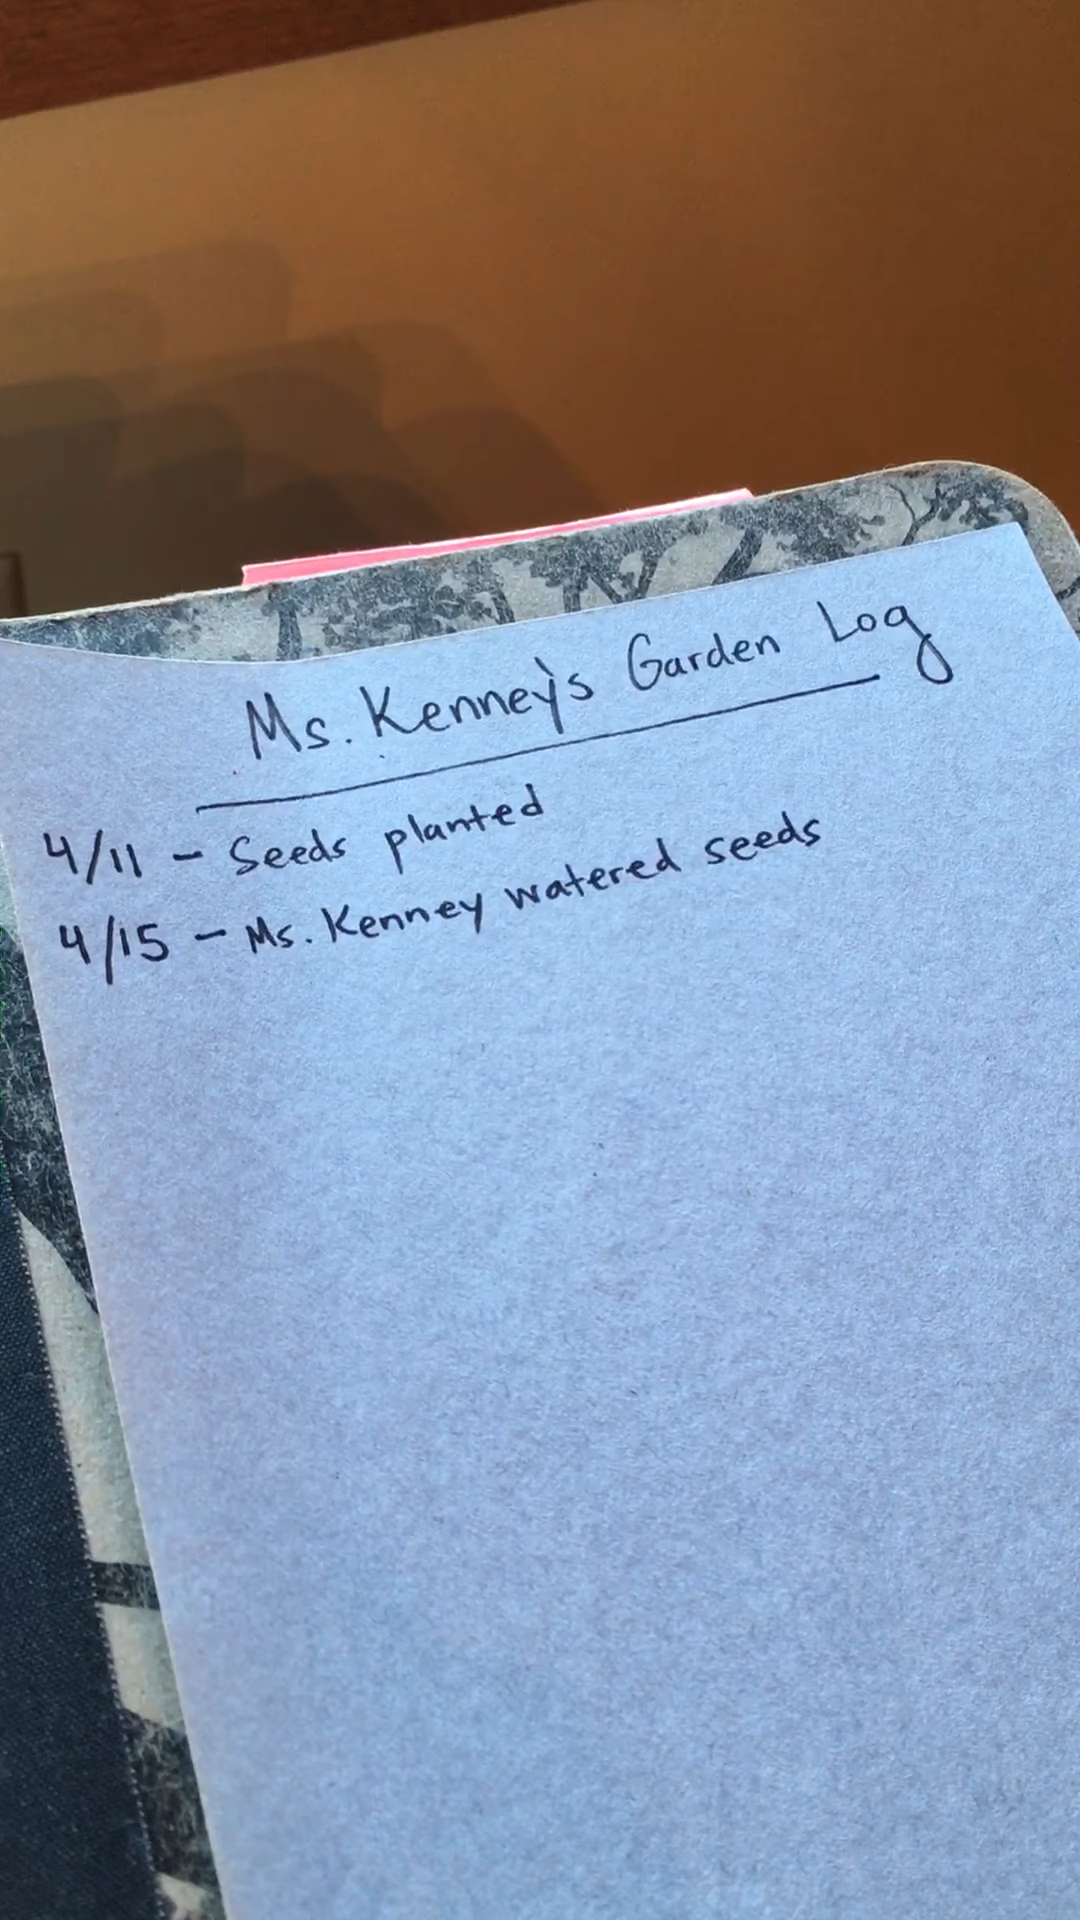 Ms. Kenney's Garden Log
4/11 - Seeds planted
4/15 - Ms. Kenney watered seeds